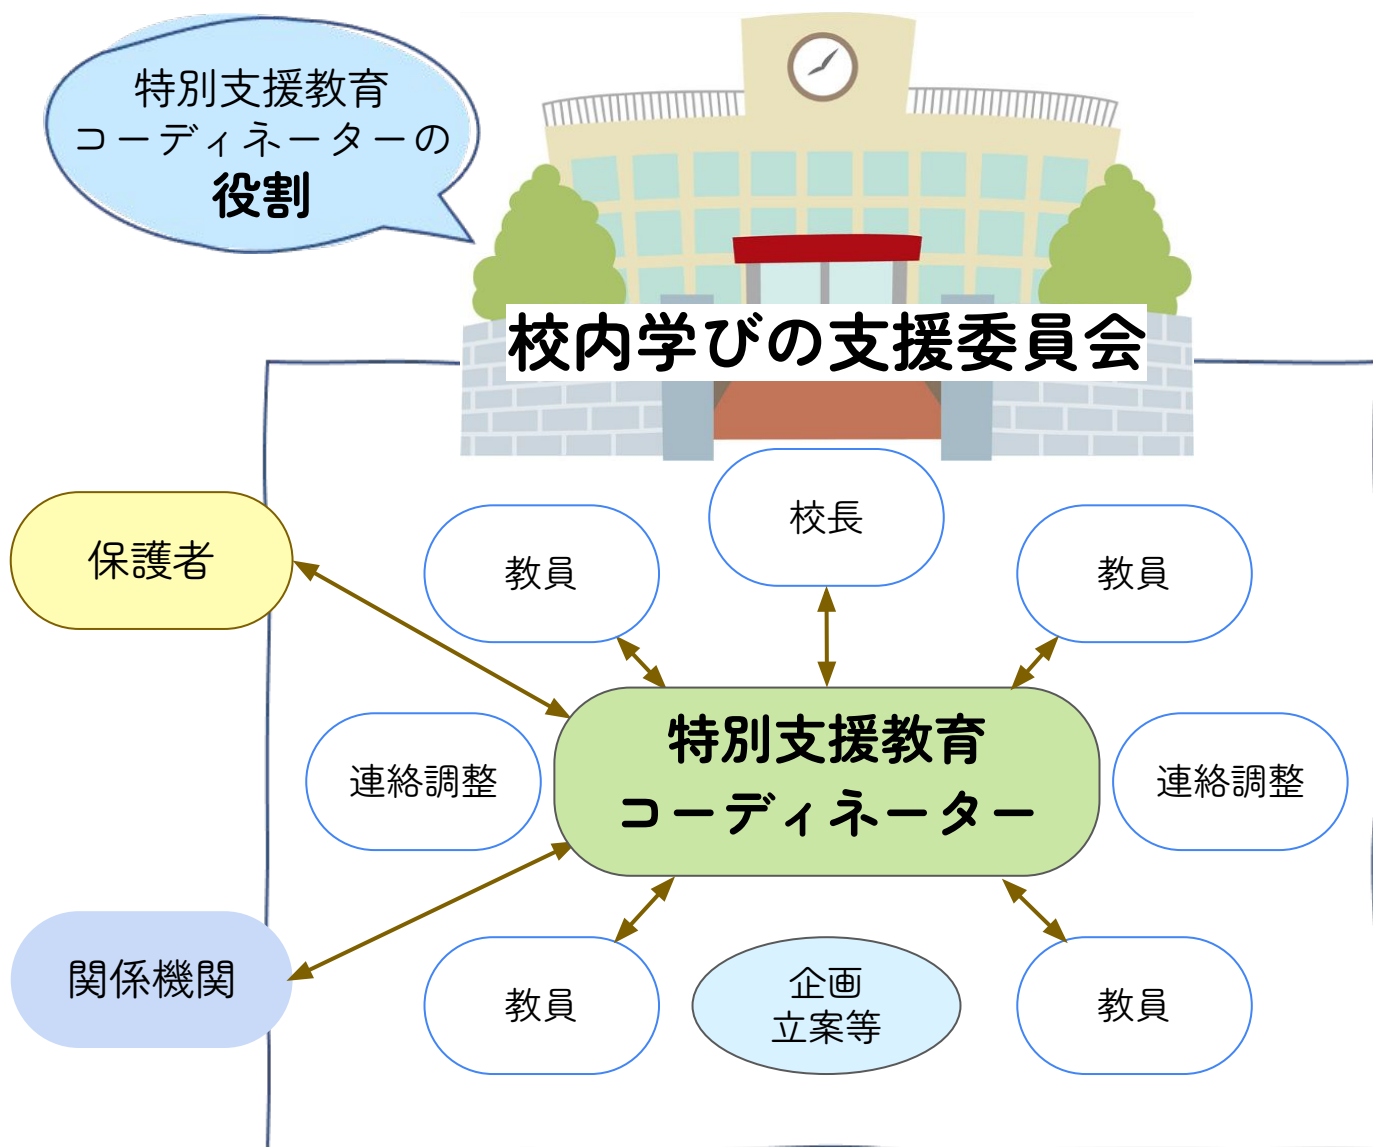 特別支援教育
コーディネーターの
役割
校内学びの支援委員会
校長
教員
教員
保護者
特別支援教育
コーディネーター
連絡調整
連絡調整
関係機関
教員
企画
立案等
教員